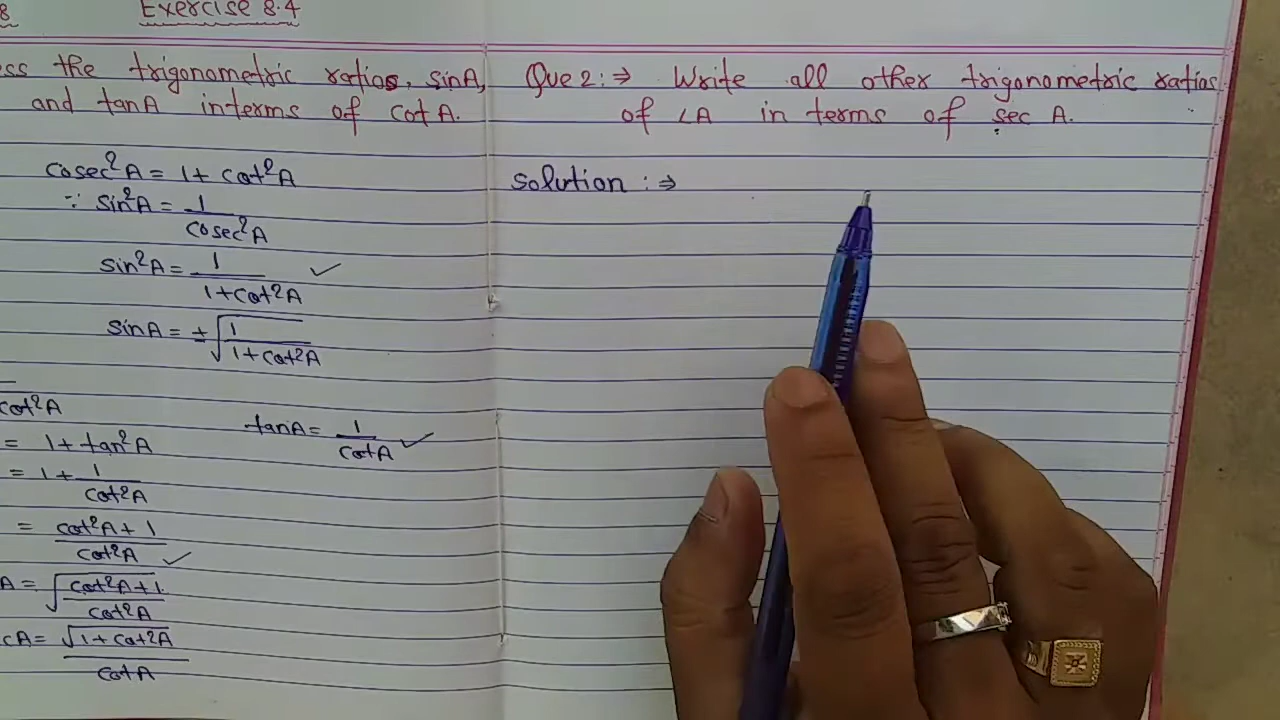 8 Exercise 8.4
ss the trigonometric ratios, sinA,
and tanA interms of cot A.
cosec²A = 1 + cot²A
∵ sin²A = 1/cosec²A
sin²A = 1/1+cot²A ✓
sinA = ±√1/1+cot²A
cot²A
= 1 + tan²A
= 1 + 1/cot²A
= cot²A + 1/cot²A ✓
A = √cot²A+1/cot²A
cA = √1+cot²A/cotA
tanA = 1/cotA ✓
Que 2:⇒ Write all other trigonometric ratios
of ∠A in terms of sec A.
Solution :⇒